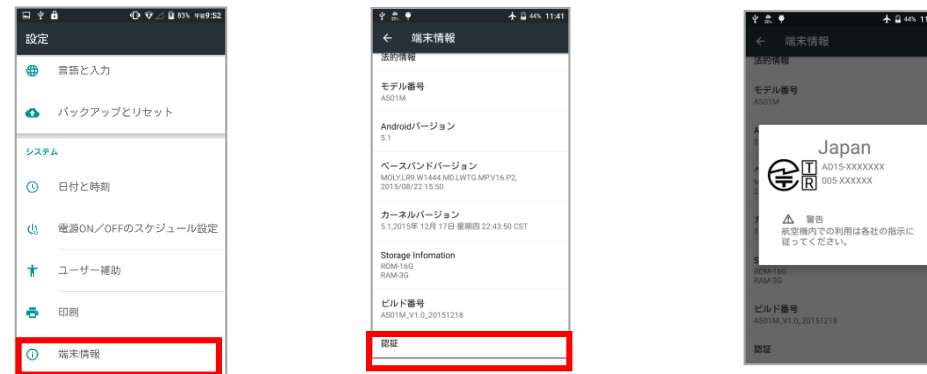 83% 午前9:52
設定
言語と入力
バックアップとリセット
システム
日付と時刻
電源ON／OFFのスケジュール設定
ユーザー補助
印刷
端末情報
44% 11:41
端末情報
法的情報
モデル番号
AS01M
Androidバージョン
5.1
ベースバンドバージョン
MOLY.LR9.W1444.MD.LWTG.MP.V16.P2,
2015/08/22 15:50
カーネルバージョン
5.1,2015年 12月 17日 星期四 22:43:50 CST
Storage Infomation
ROM-16G
RAM-3G
ビルド番号
AS01M_V1.0_20151218
認証
44% 11
端末情報
法的情報
モデル番号
AS01M
Japan
T AD15-XXXXXXX
R 005-XXXXXX
警告
航空機内での利用は各社の指示に
従ってください。
ROM-16G
RAM-3G
ビルド番号
AS01M_V1.0_20151218
認証